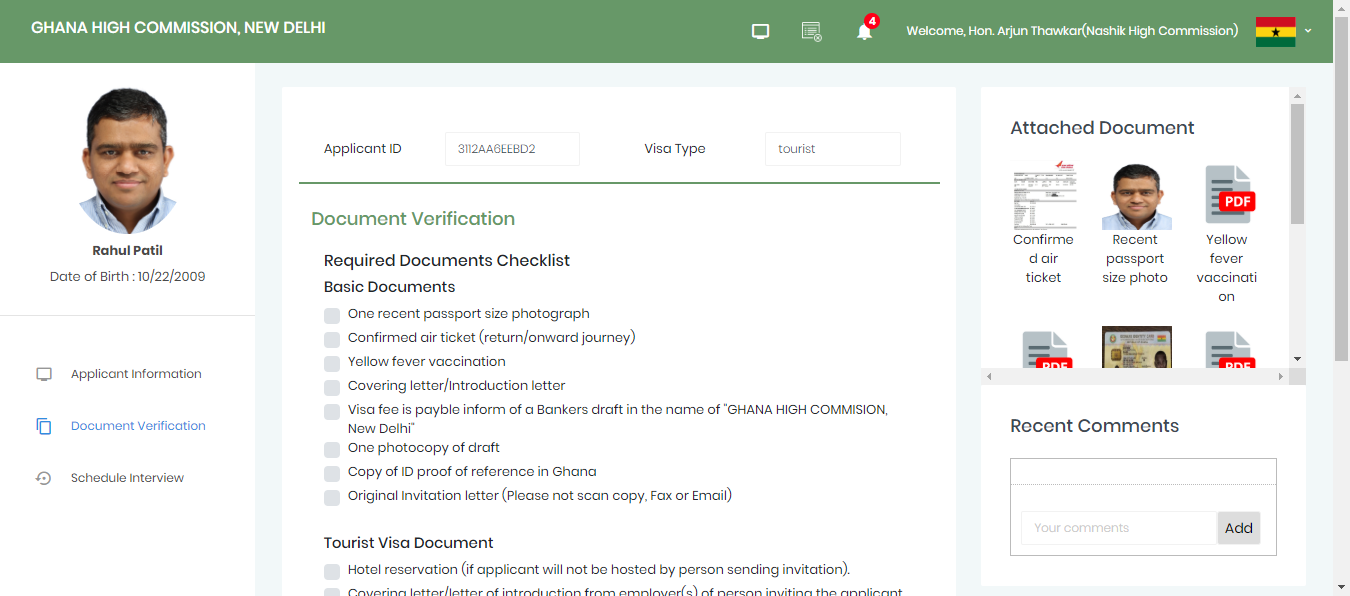 GHANA HIGH COMMISSION, NEW DELHI
4
Welcome, Hon. Arjun Thawkar(Nashik High Commission)
Rahul Patil
Date of Birth : 10/22/2009
Applicant Information
Document Verification
Schedule Interview
Applicant ID
3112AA6EEBD2
Visa Type
tourist
Document Verification
Required Documents Checklist
Basic Documents
One recent passport size photograph
Confirmed air ticket (return/onward journey)
Yellow fever vaccination
Covering letter/Introduction letter
Visa fee is payble inform of a Bankers draft in the name of "GHANA HIGH COMMISION,
New Delhi"
One photocopy of draft
Copy of ID proof of reference in Ghana
Original Invitation letter (Please not scan copy, Fax or Email)
Tourist Visa Document
Hotel reservation (if applicant will not be hosted by person sending invitation).
Covering letter/letter of introduction from employer(s) of person inviting the applicant
Attached Document
PDF
Confirme
d air
ticket
Recent
passport
size photo
Yellow
fever
vaccinati
on
PDF
PDF
Recent Comments
Your comments
Add